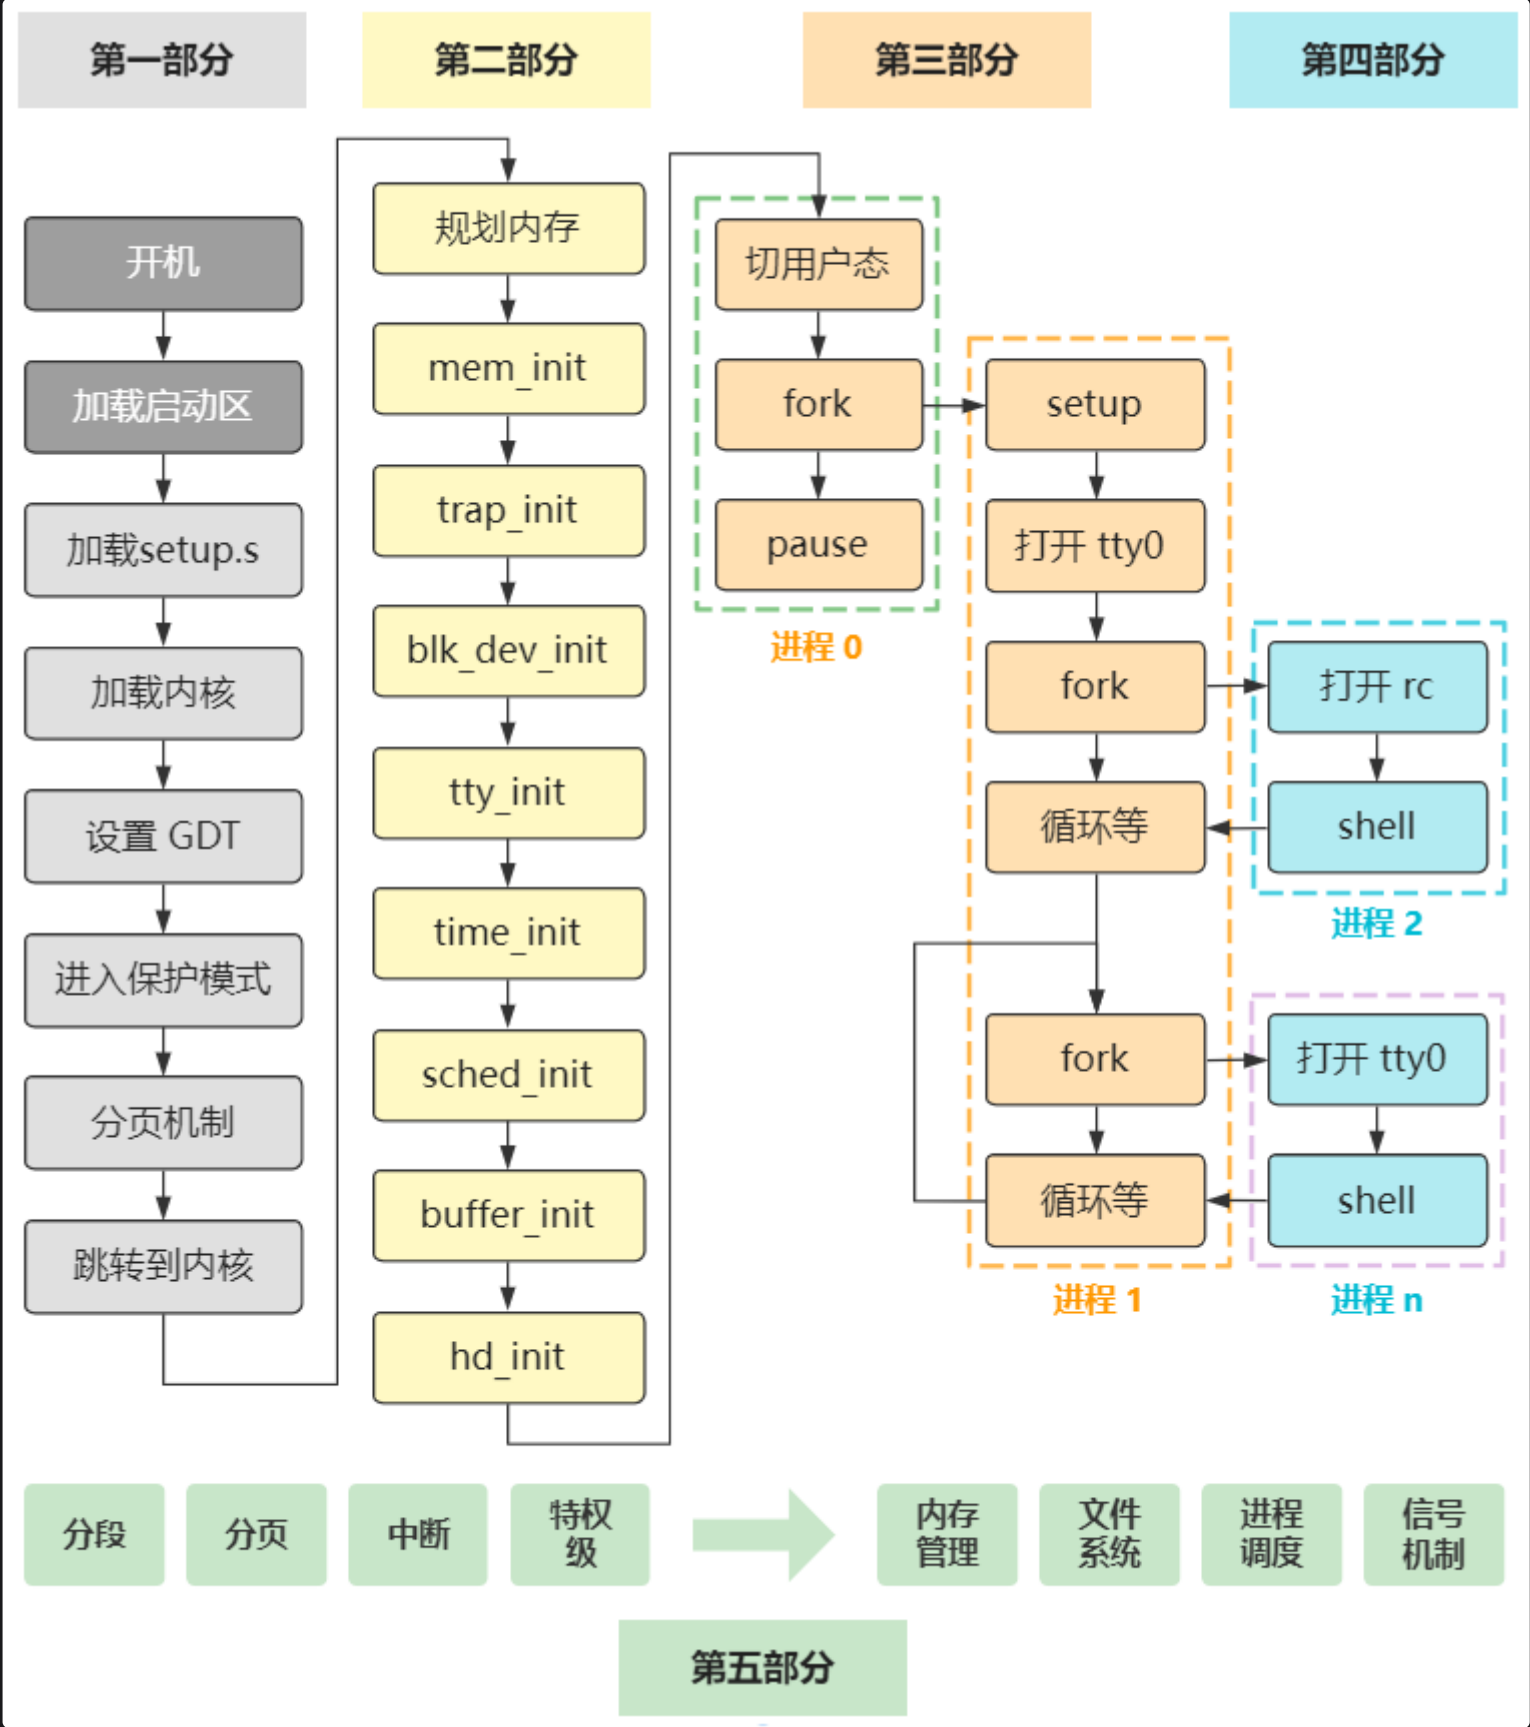 第一部分
第二部分
第三部分
第四部分
开机
加载启动区
加载setup.s
加载内核
设置 GDT
进入保护模式
分页机制
跳转到内核
规划内存
mem_init
trap_init
blk_dev_init
tty_init
time_init
sched_init
buffer_init
hd_init
切用户态
fork
pause
进程 0
setup
打开 tty0
fork
循环等
fork
循环等
进程 1
打开 rc
shell
进程 2
打开 tty0
shell
进程 n
分段
分页
中断
特权
级
内存
管理
文件
系统
进程
调度
信号
机制
第五部分